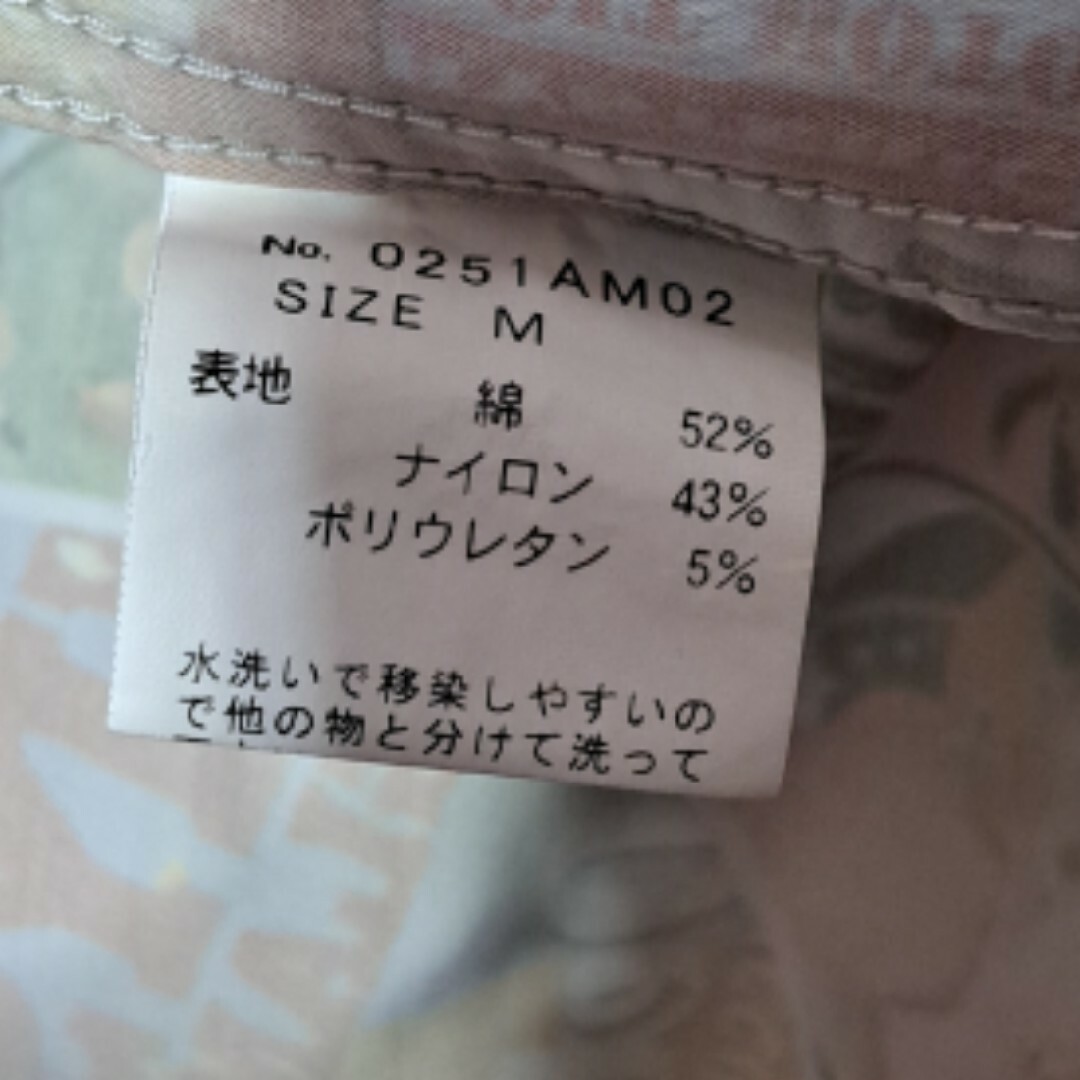 No. 0251AM02
SIZE M
表地 綿 52%
ナイロン 43%
ポリウレタン 5%
水洗いで移染しやすいの
で他の物と分けて洗って